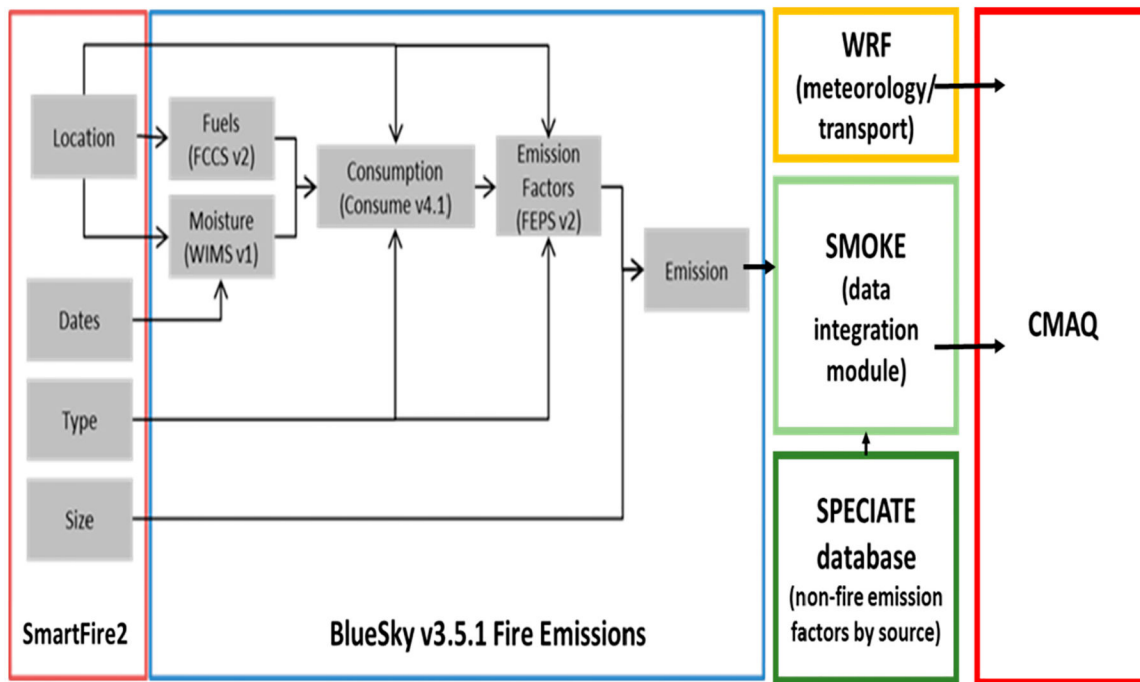 Location
Dates
Type
Size
SmartFire2
Fuels
(FCCS v2)
Moisture
(WIMS v1)
Consumption
(Consume v4.1)
Emission
Factors
(FEPS v2)
Emission
BlueSky v3.5.1 Fire Emissions
WRF
(meteorology/
transport)
SMOKE
(data
integration
module)
SPECIATE
database
(non-fire emission
factors by source)
CMAQ